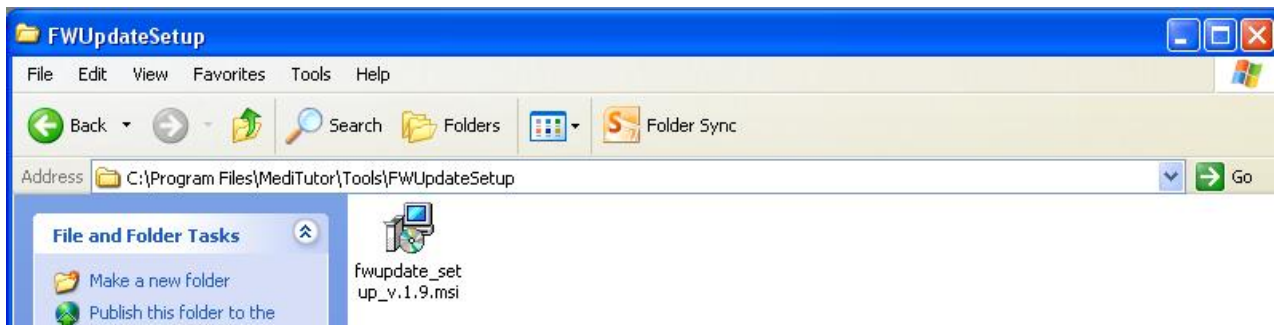 FWUpdateSetup
File Edit View Favorites Tools Help
Back Search Folders Folder Sync
Address C:\Program Files\MediTutor\Tools\FWUpdateSetup Go
File and Folder Tasks
Make a new folder
Publish this folder to the
fwupdate_set
up_v.1.9.msi